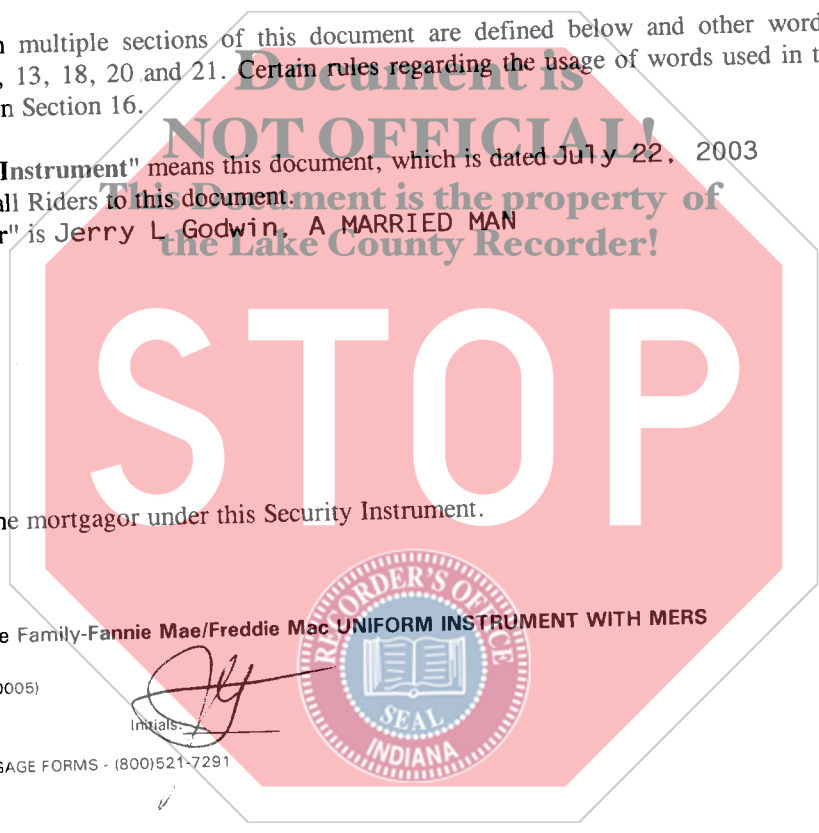 n multiple sections of this document are defined below and other word
, 13, 18, 20 and 21. Certain rules regarding the usage of words used in t
n Section 16.
Document is
NOT OFFICIAL!
Instrument" means this document, which is dated July 22, 2003
all Riders to this document.
This Document is the property of
r" is Jerry L Godwin, A MARRIED MAN
the Lake County Recorder!
STOP
he mortgagor under this Security Instrument.
e Family-Fannie Mae/Freddie Mac UNIFORM INSTRUMENT WITH MERS
RECORDER'S OFFICE
SEAL
INDIANA
0005)
Initials:
GAGE FORMS - (800)521-7291